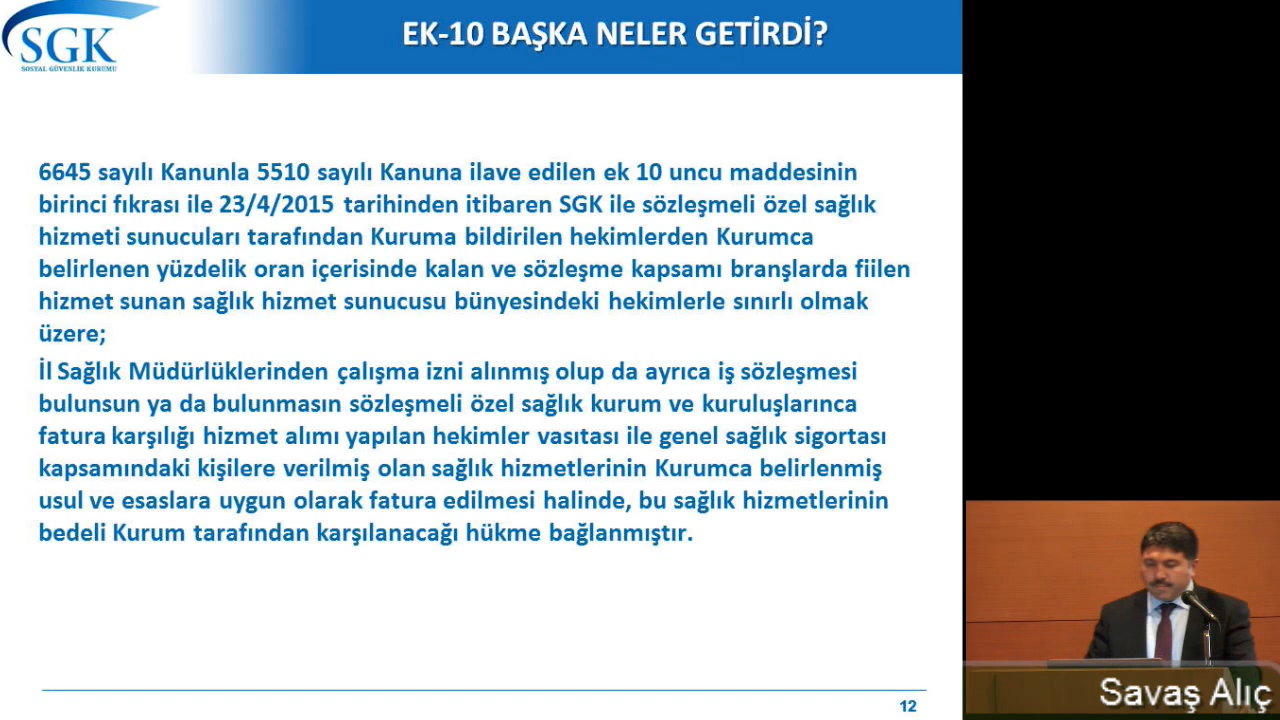 SGK
SOSYAL GÜVENLİK KURUMU
EK-10 BAŞKA NELER GETİRDİ?
6645 sayılı Kanunla 5510 sayılı Kanuna ilave edilen ek 10 uncu maddesinin
birinci fıkrası ile 23/4/2015 tarihinden itibaren SGK ile sözleşmeli özel sağlık
hizmeti sunucuları tarafından Kuruma bildirilen hekimlerden Kurumca
belirlenen yüzdelik oran içerisinde kalan ve sözleşme kapsamı branşlarda fiilen
hizmet sunan sağlık hizmet sunucusu bünyesindeki hekimlerle sınırlı olmak
üzere;
İl Sağlık Müdürlüklerinden çalışma izni alınmış olup da ayrıca iş sözleşmesi
bulunsun ya da bulunmasın sözleşmeli özel sağlık kurum ve kuruluşlarınca
fatura karşılığı hizmet alımı yapılan hekimler vasıtası ile genel sağlık sigortası
kapsamındaki kişilere verilmiş olan sağlık hizmetlerinin Kurumca belirlenmiş
usul ve esaslara uygun olarak fatura edilmesi halinde, bu sağlık hizmetlerinin
bedeli Kurum tarafından karşılanacağı hükme bağlanmıştır.
12
Savaş Alıç